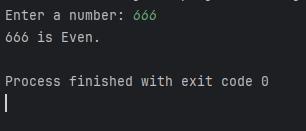 Enter a number: 666
666 is Even.
Process finished with exit code 0